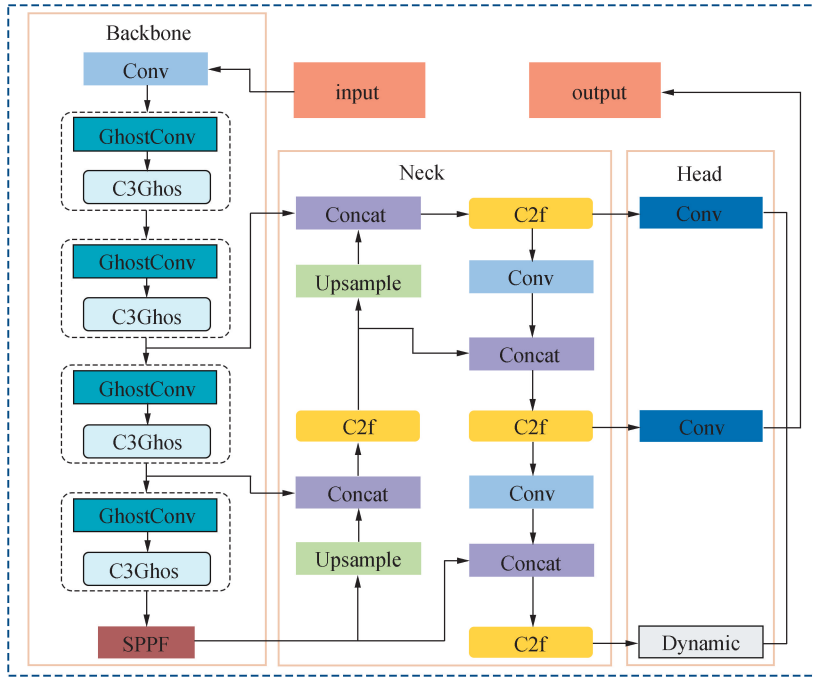 Backbone
Conv
GhostConv
C3Ghos
GhostConv
C3Ghos
GhostConv
C3Ghos
GhostConv
C3Ghos
SPPF
input
output
Neck
Concat
Upsample
C2f
Concat
Upsample
C2f
Conv
Concat
C2f
Conv
Concat
C2f
Head
Conv
Conv
Dynamic